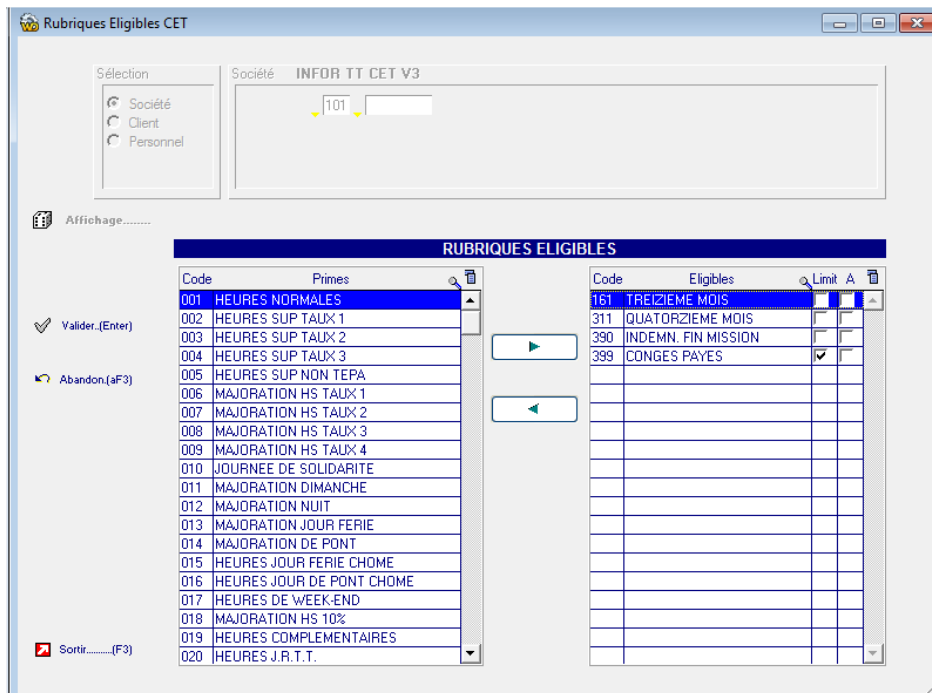 Rubriques Eligibles CET
Sélection
Société
Client
Personnel
Société INFOR TT CET V3
101
Affichage........
RUBRIQUES ELIGIBLES
Code Primes
001 HEURES NORMALES
002 HEURES SUP TAUX 1
003 HEURES SUP TAUX 2
004 HEURES SUP TAUX 3
005 HEURES SUP NON TEPA
006 MAJORATION HS TAUX 1
007 MAJORATION HS TAUX 2
008 MAJORATION HS TAUX 3
009 MAJORATION HS TAUX 4
010 JOURNEE DE SOLIDARITE
011 MAJORATION DIMANCHE
012 MAJORATION NUIT
013 MAJORATION JOUR FERIE
014 MAJORATION DE PONT
015 HEURES JOUR FERIE CHOME
016 HEURES JOUR DE PONT CHOME
017 HEURES DE WEEK-END
018 MAJORATION HS 10%
019 HEURES COMPLEMENTAIRES
020 HEURES J.R.T.T.
Code Eligibles Limit A
161 TREIZIEME MOIS
311 QUATORZIEME MOIS
390 INDEMN. FIN MISSION
399 CONGES PAYES
Valider..(Enter)
Abandon.(aF3)
Sortir.........(F3)